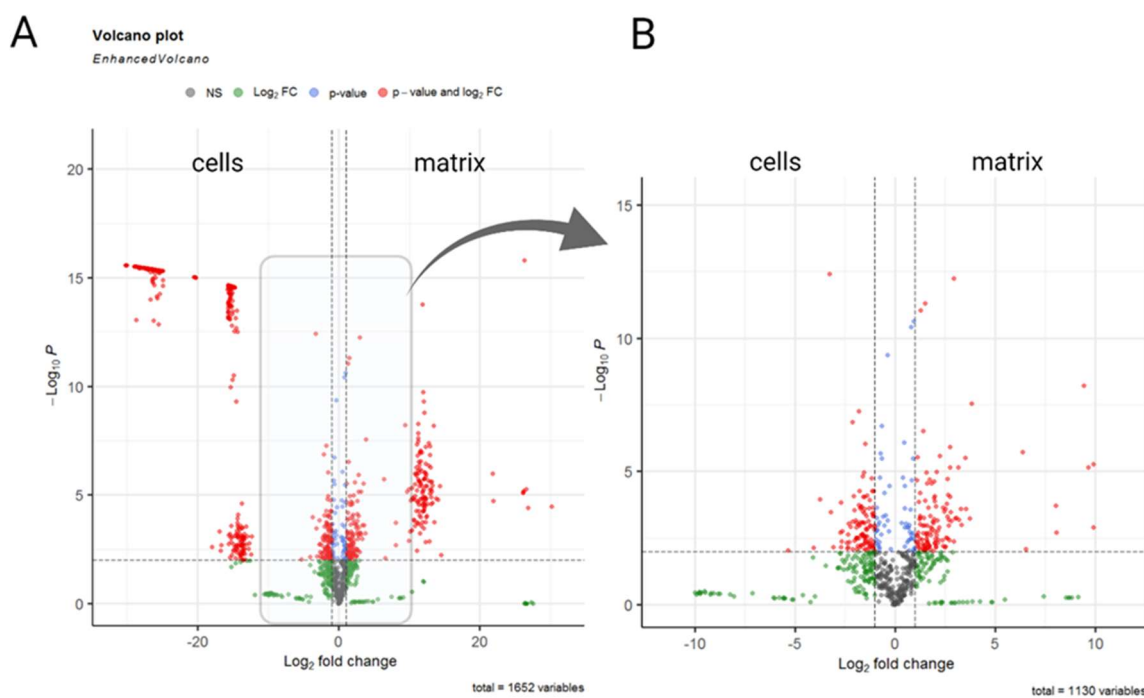 A
Volcano plot
EnhancedVolcano
NS Log2 FC p-value p − value and log2 FC
cells matrix
20
15
10
5
0
-20 0 20
−Log10 P
Log2 fold change
total = 1652 variables
B
cells matrix
15
10
5
0
-10 -5 0 5 10
−Log10 P
Log2 fold change
total = 1130 variables